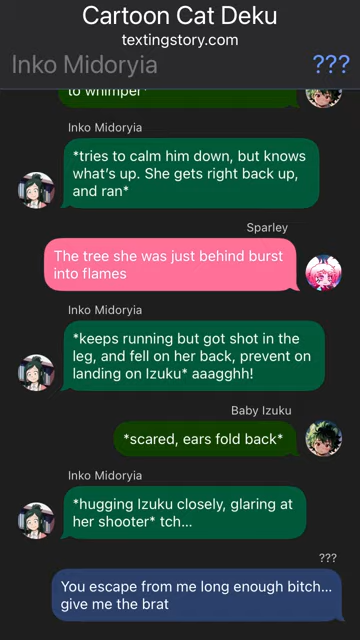 Cartoon Cat Deku
textingstory.com
Inko Midoryia
???
to whimper*
Inko Midoryia
*tries to calm him down, but knows
what's up. She gets right back up,
and ran*
Sparley
The tree she was just behind burst
into flames
Inko Midoryia
*keeps running but got shot in the
leg, and fell on her back, prevent on
landing on Izuku* aaagghh!
Baby Izuku
*scared, ears fold back*
Inko Midoryia
*hugging Izuku closely, glaring at
her shooter* tch...
???
You escape from me long enough bitch...
give me the brat